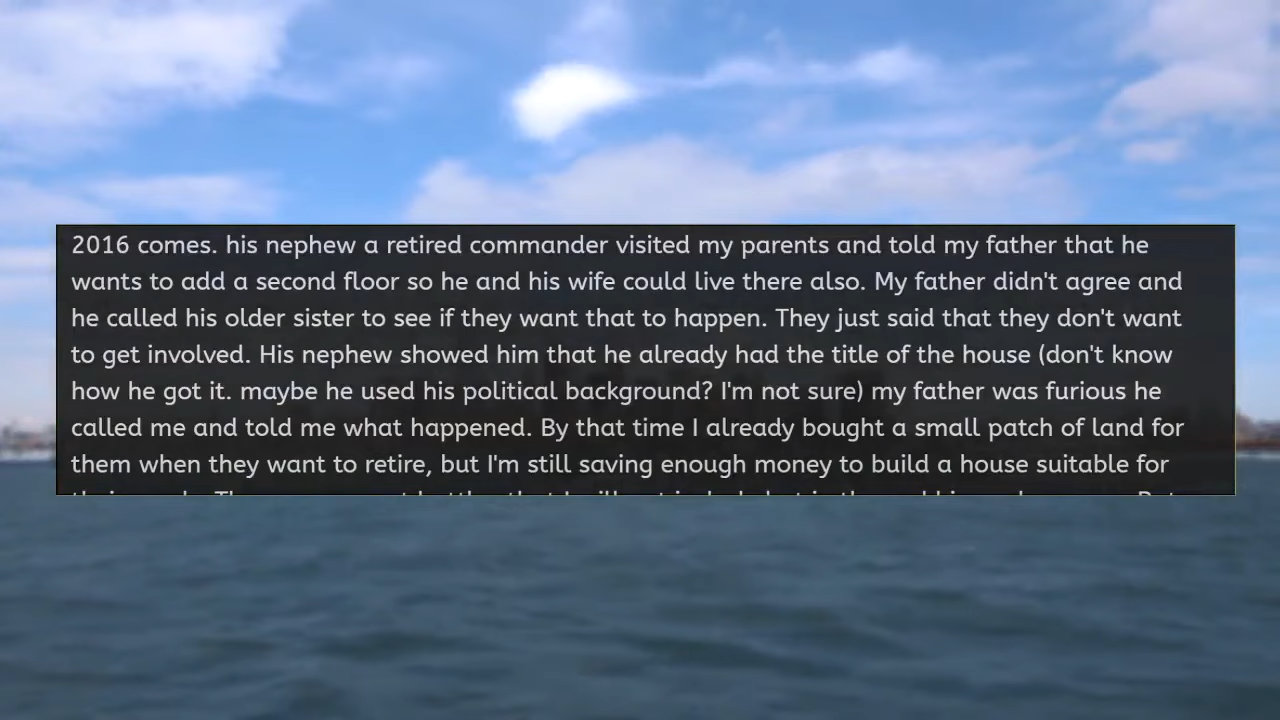 2016 comes. his nephew a retired commander visited my parents and told my father that he
wants to add a second floor so he and his wife could live there also. My father didn't agree and
he called his older sister to see if they want that to happen. They just said that they don't want
to get involved. His nephew showed him that he already had the title of the house (don't know
how he got it. maybe he used his political background? I'm not sure) my father was furious he
called me and told me what happened. By that time I already bought a small patch of land for
them when they want to retire, but I'm still saving enough money to build a house suitable for